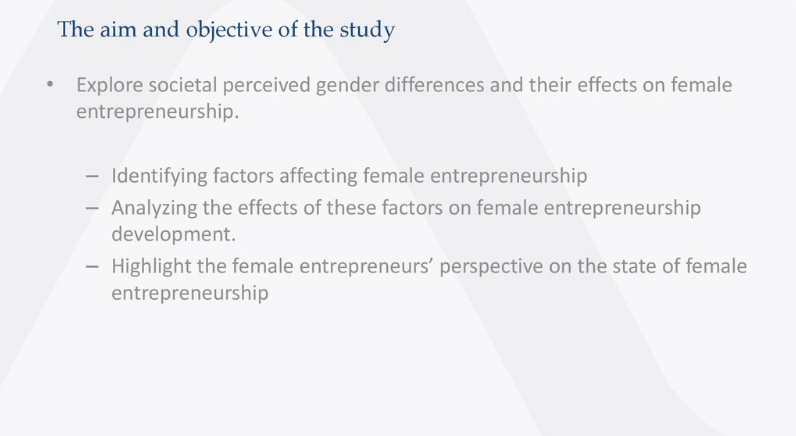 The aim and objective of the study
• Explore societal perceived gender differences and their effects on female
entrepreneurship.
– Identifying factors affecting female entrepreneurship
– Analyzing the effects of these factors on female entrepreneurship
development.
– Highlight the female entrepreneurs’ perspective on the state of female
entrepreneurship